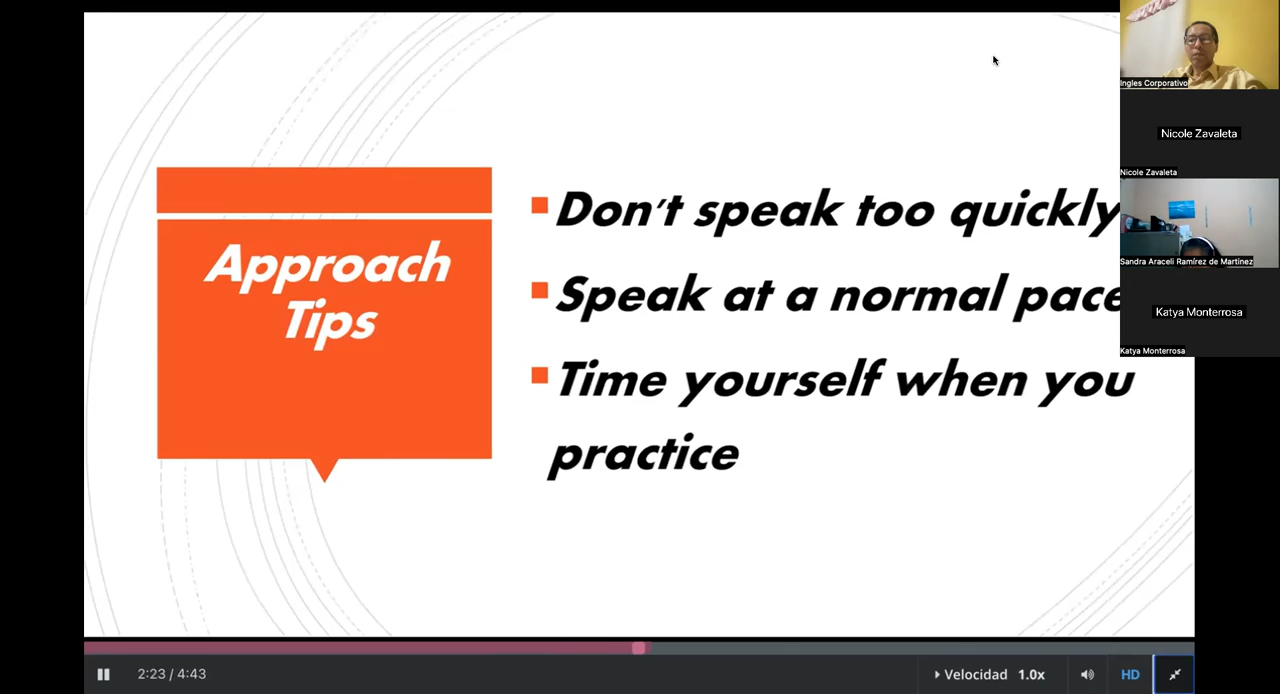 Approach
Tips
Don't speak too quickly
Speak at a normal pace
Time yourself when you
practice
Ingles Corporativo
Nicole Zavaleta
Nicole Zavaleta
Sandra Araceli Ramírez de Martinez
Katya Monterrosa
Katya Monterrosa
2:23 / 4:43
Velocidad 1.0x
HD